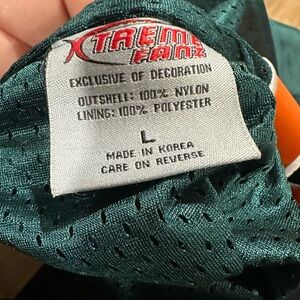 XTREME
FANZ
EXCLUSIVE OF DECORATION
OUTSHELL: 100% NYLON
LINING: 100% POLYESTER
L
MADE IN KOREA
CARE ON REVERSE